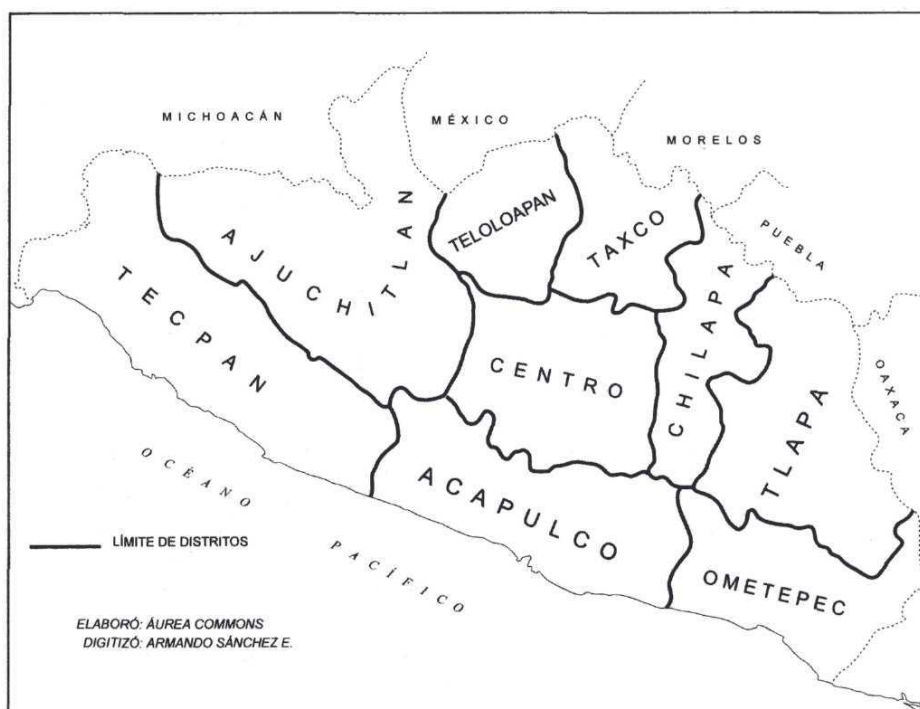 MICHOACÁN
MÉXICO
MORELOS
PUEBLA
OAXACA
AJUCHITLAN
TELOLOAPAN
TAXCO
TECPAN
CENTRO
CHILAPA
TLAPA
ACAPULCO
OMETEPEC
OCÉANO
PACÍFICO
LÍMITE DE DISTRITOS
ELABORÓ: ÁUREA COMMONS
DIGITIZÓ: ARMANDO SÁNCHEZ E.